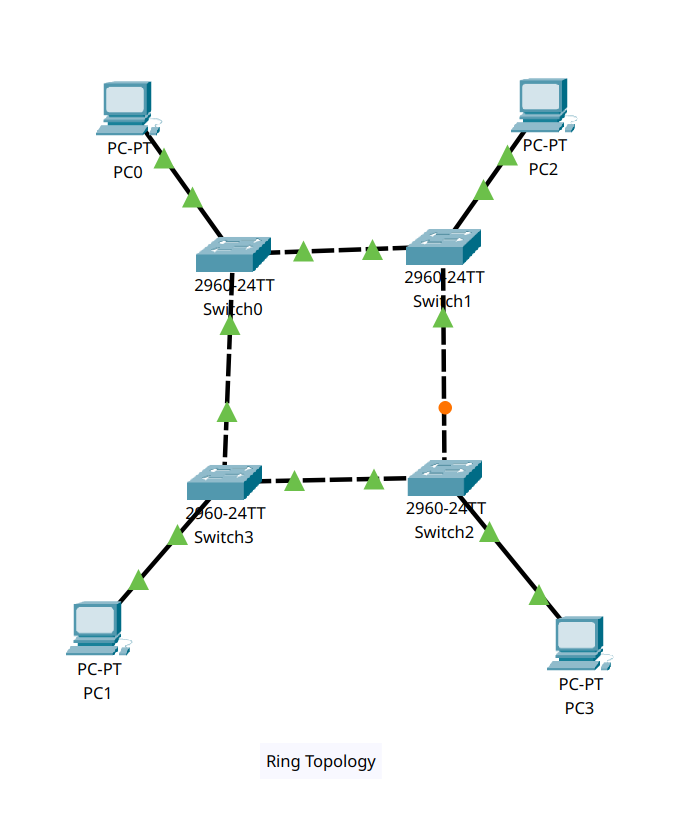 PC-PT
PC0
PC-PT
PC2
2960-24TT
Switch0
2960-24TT
Switch1
2960-24TT
Switch3
2960-24TT
Switch2
PC-PT
PC1
PC-PT
PC3
Ring Topology